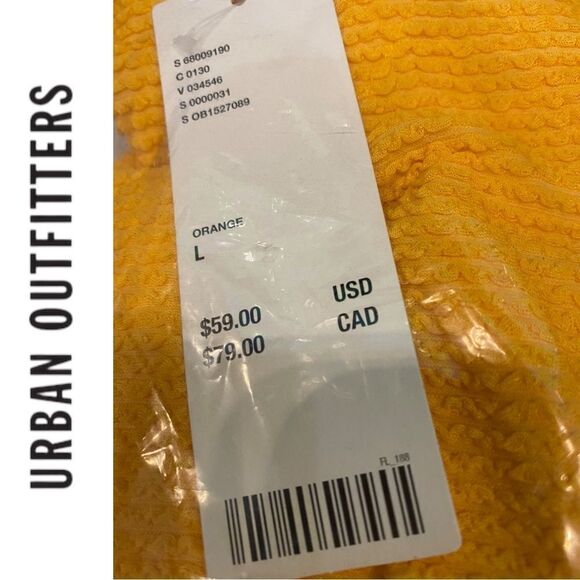 URBAN OUTFITTERS
S 68009190
C 0130
V 034546
S 0000031
S OB1527089
ORANGE
L
$59.00 USD
$79.00 CAD
FL_188